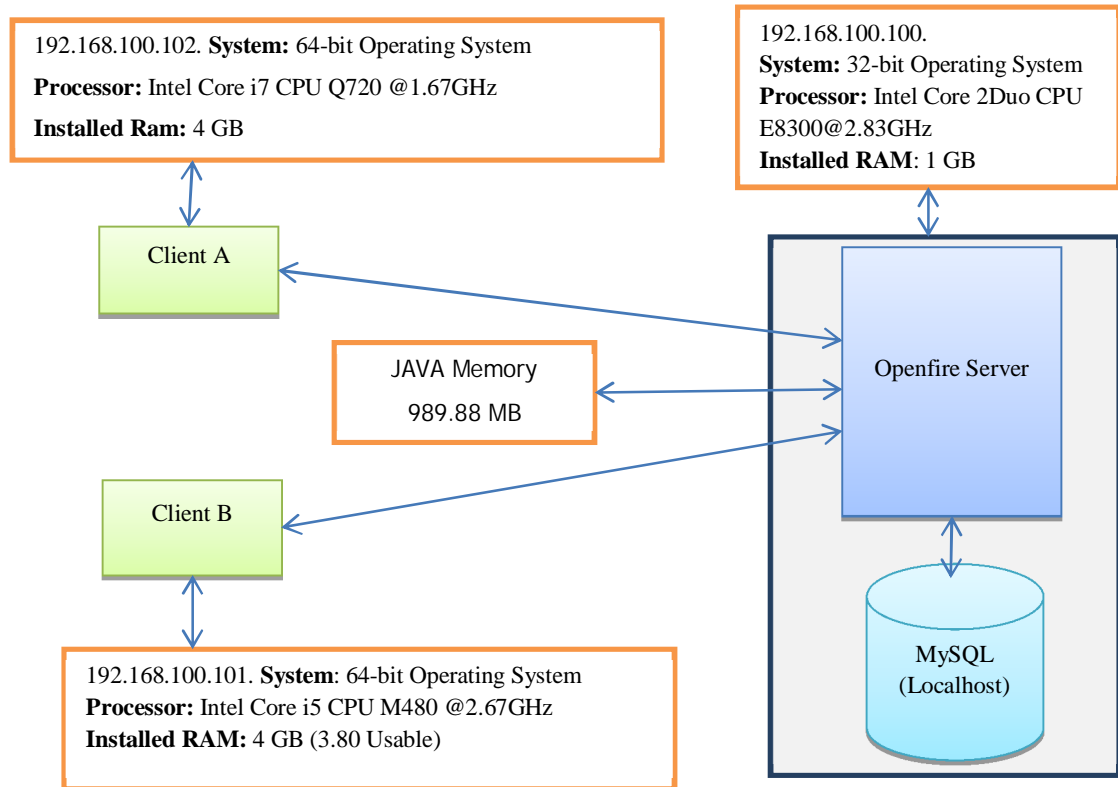 192.168.100.102. System: 64-bit Operating System
Processor: Intel Core i7 CPU Q720 @1.67GHz
Installed Ram: 4 GB
192.168.100.100.
System: 32-bit Operating System
Processor: Intel Core 2Duo CPU
E8300@2.83GHz
Installed RAM: 1 GB
Client A
JAVA Memory
989.88 MB
Openfire Server
Client B
MySQL
(Localhost)
192.168.100.101. System: 64-bit Operating System
Processor: Intel Core i5 CPU M480 @2.67GHz
Installed RAM: 4 GB (3.80 Usable)